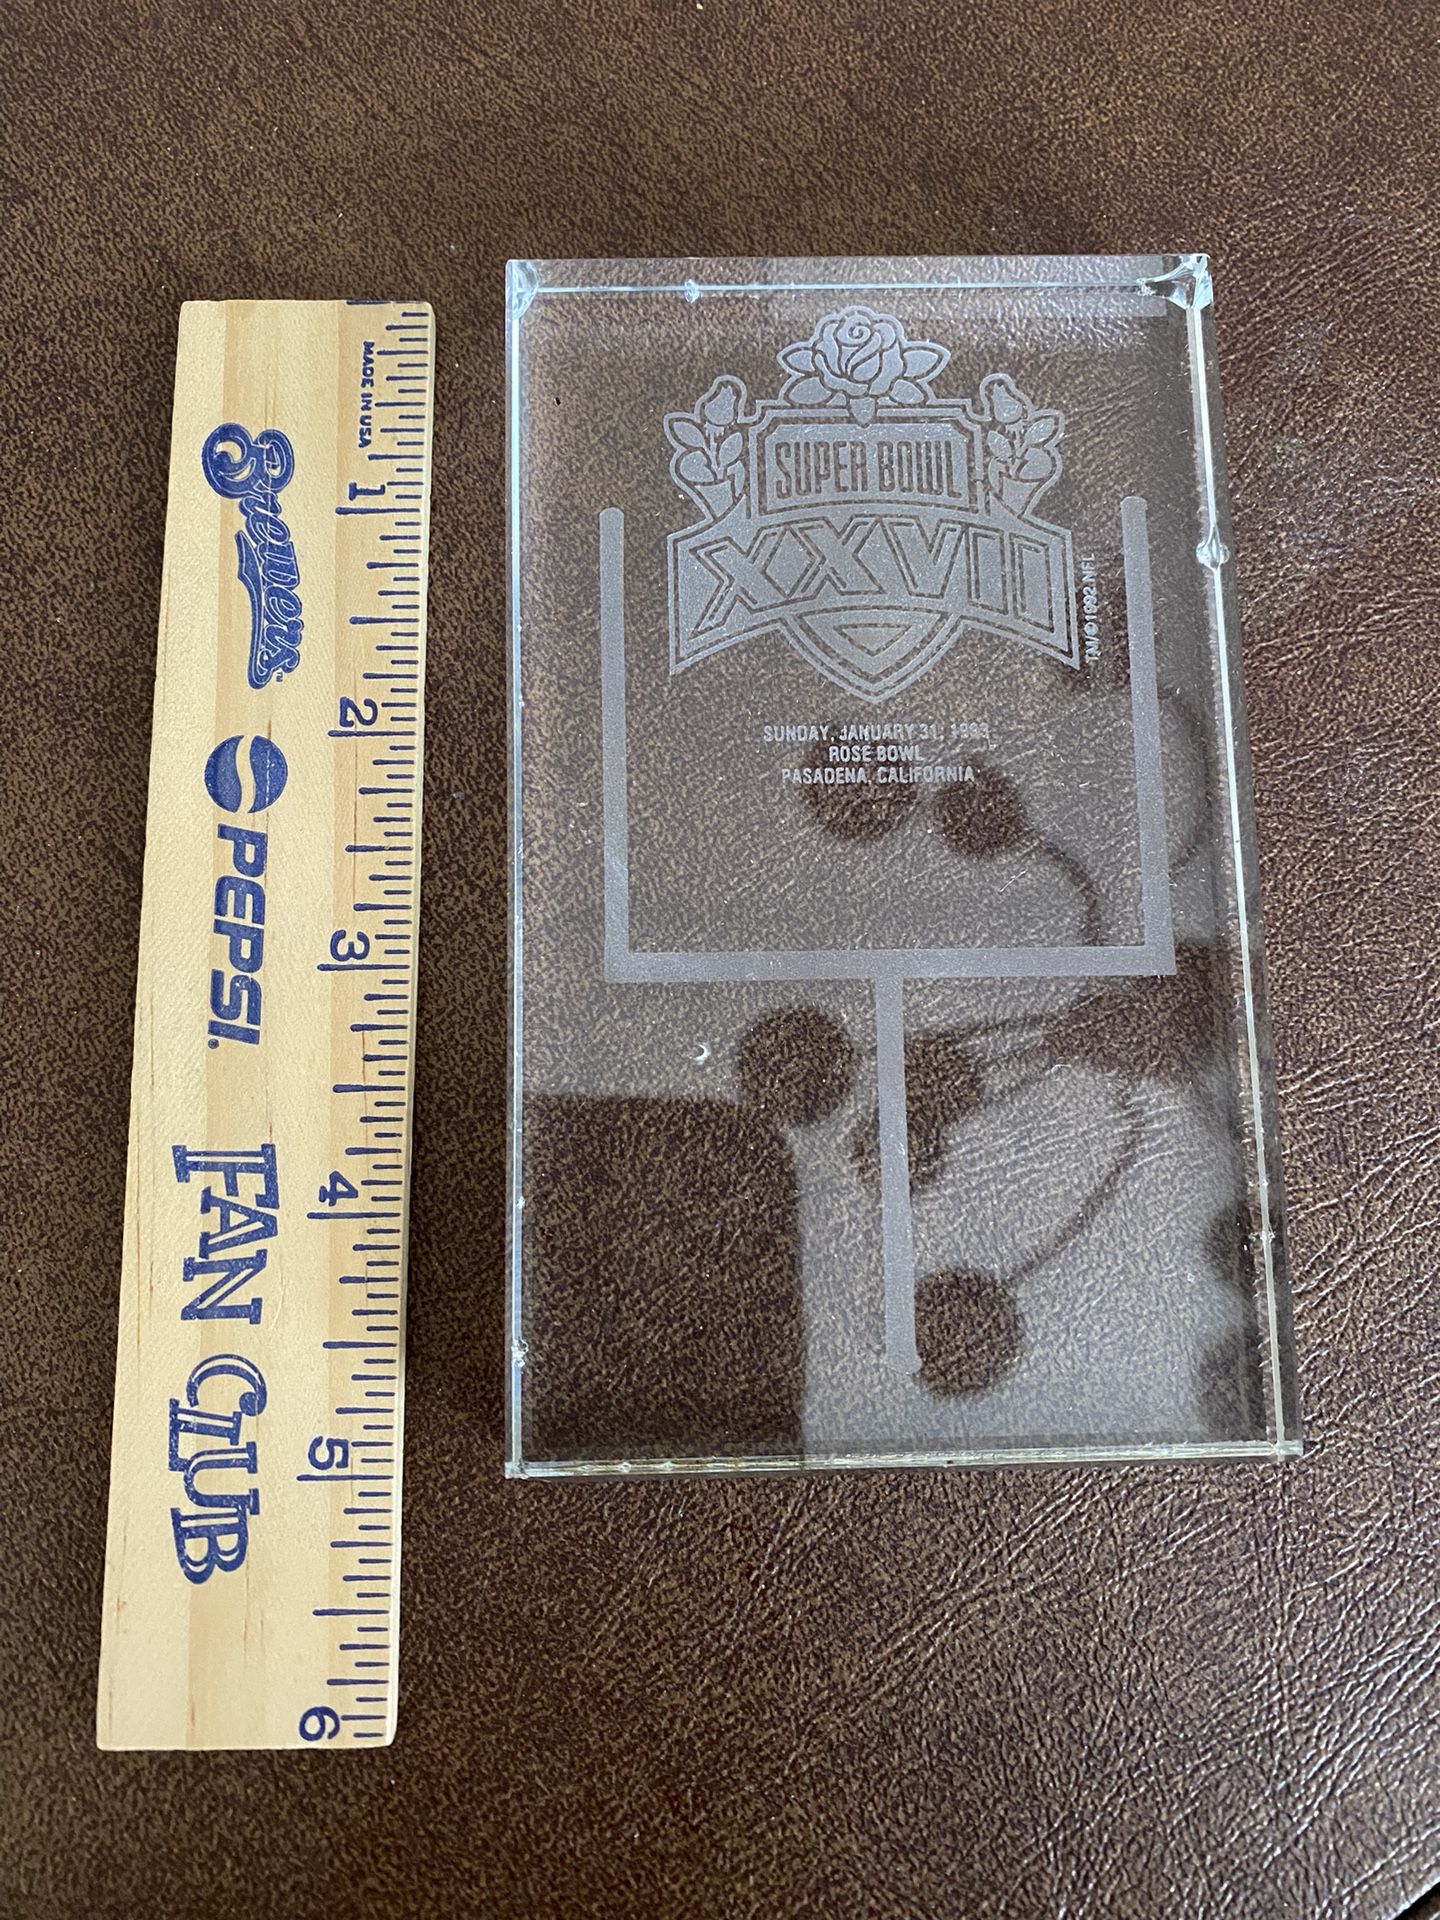 MADE IN USA
1
2
3
4
5
6
Brewers™
PEPSI®
FAN CLUB
SUPER BOWL
XXVII
TM/© 1992 NFL
SUNDAY, JANUARY 31, 1993
ROSE BOWL
PASADENA, CALIFORNIA